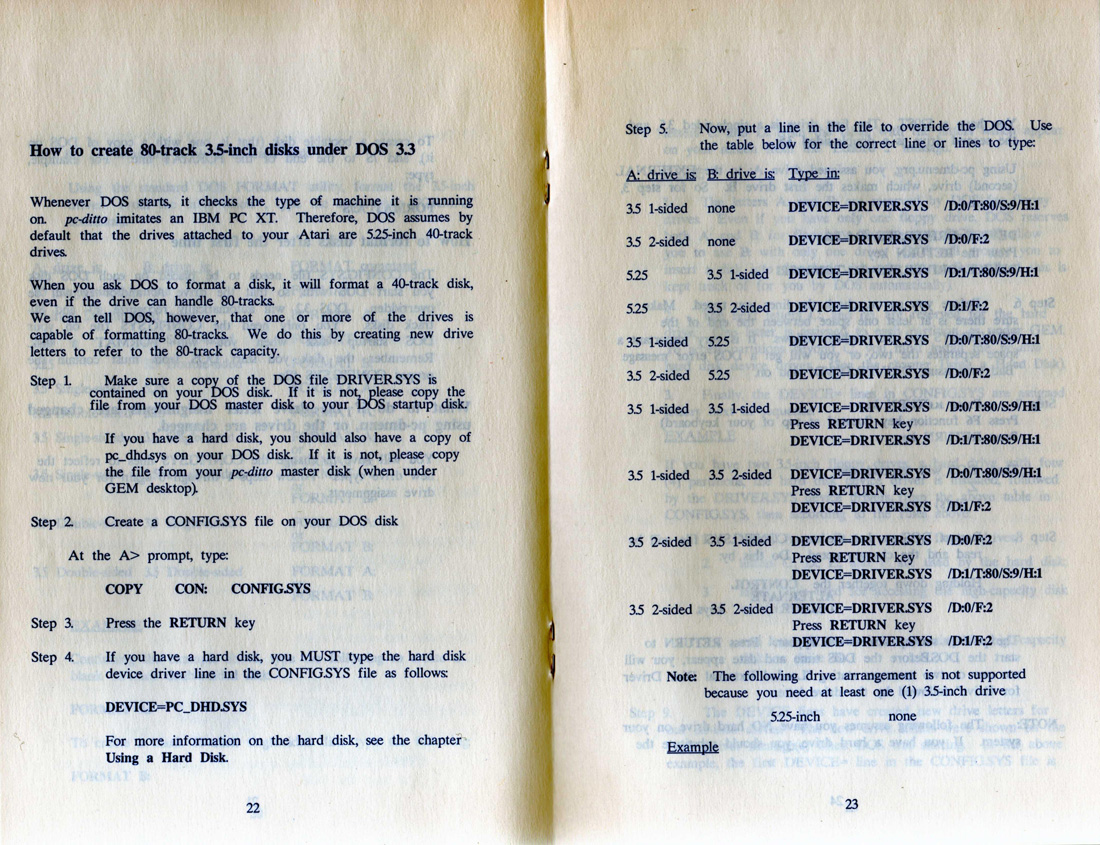 How to create 80-track 3.5-inch disks under DOS 3.3
Whenever DOS starts, it checks the type of machine it is running
on. pc-ditto imitates an IBM PC XT. Therefore, DOS assumes by
default that the drives attached to your Atari are 5.25-inch 40-track
drives.
When you ask DOS to format a disk, it will format a 40-track disk,
even if the drive can handle 80-tracks.
We can tell DOS, however, that one or more of the drives is
capable of formatting 80-tracks. We do this by creating new drive
letters to refer to the 80-track capacity.
Step 1. Make sure a copy of the DOS file DRIVER.SYS is
contained on your DOS disk. If it is not, please copy the
file from your DOS master disk to your DOS startup disk.
If you have a hard disk, you should also have a copy of
pc_dhd.sys on your DOS disk. If it is not, please copy
the file from your pc-ditto master disk (when under
GEM desktop).
Step 2. Create a CONFIG.SYS file on your DOS disk
At the A> prompt, type:
COPY CON: CONFIG.SYS
Step 3. Press the RETURN key
Step 4. If you have a hard disk, you MUST type the hard disk
device driver line in the CONFIG.SYS file as follows:
DEVICE=PC_DHD.SYS
For more information on the hard disk, see the chapter
Using a Hard Disk.
22
Step 5. Now, put a line in the file to override the DOS. Use
the table below for the correct line or lines to type:
A: drive is: B: drive is: Type in:
3.5 1-sided none DEVICE=DRIVER.SYS /D:0/T:80/S:9/H:1
3.5 2-sided none DEVICE=DRIVER.SYS /D:0/F:2
5.25 3.5 1-sided DEVICE=DRIVER.SYS /D:1/T:80/S:9/H:1
5.25 3.5 2-sided DEVICE=DRIVER.SYS /D:1/F:2
3.5 1-sided 5.25 DEVICE=DRIVER.SYS /D:0/T:80/S:9/H:1
3.5 2-sided 5.25 DEVICE=DRIVER.SYS /D:0/F:2
3.5 1-sided 3.5 1-sided DEVICE=DRIVER.SYS /D:0/T:80/S:9/H:1
Press RETURN key
DEVICE=DRIVER.SYS /D:1/T:80/S:9/H:1
3.5 1-sided 3.5 2-sided DEVICE=DRIVER.SYS /D:0/T:80/S:9/H:1
Press RETURN key
DEVICE=DRIVER.SYS /D:1/F:2
3.5 2-sided 3.5 1-sided DEVICE=DRIVER.SYS /D:0/F:2
Press RETURN key
DEVICE=DRIVER.SYS /D:1/T:80/S:9/H:1
3.5 2-sided 3.5 2-sided DEVICE=DRIVER.SYS /D:0/F:2
Press RETURN key
DEVICE=DRIVER.SYS /D:1/F:2
Note: The following drive arrangement is not supported
because you need at least one (1) 3.5-inch drive
5.25-inch none
Example
23